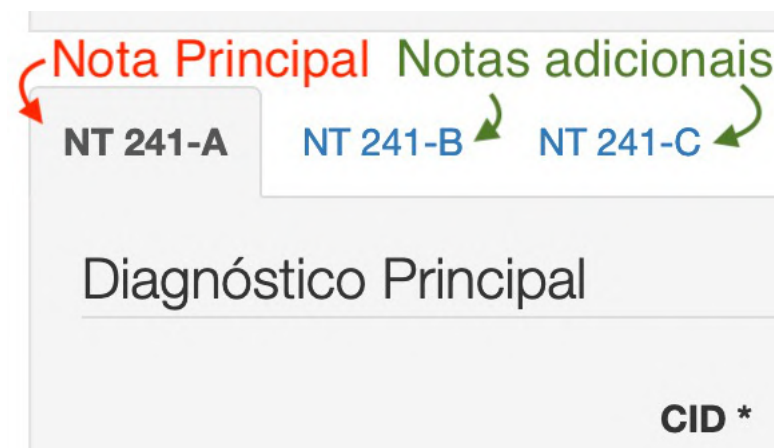 Nota Principal Notas adicionais
NT 241-A NT 241-B NT 241-C
Diagnóstico Principal
CID *